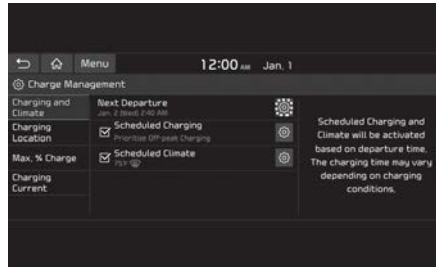 Menu
12:00 AM
Jan. 1
Charge Management
Charging and
Climate
Charging
Location
Max. % Charge
Charging
Current
Next Departure
Jan. 2 (Wed) 2:40 AM
Scheduled Charging
Prioritise Off-peak Charging
Scheduled Climate
75°F
Scheduled Charging and
Climate will be activated
based on departure time.
The charging time may vary
depending on charging
conditions.